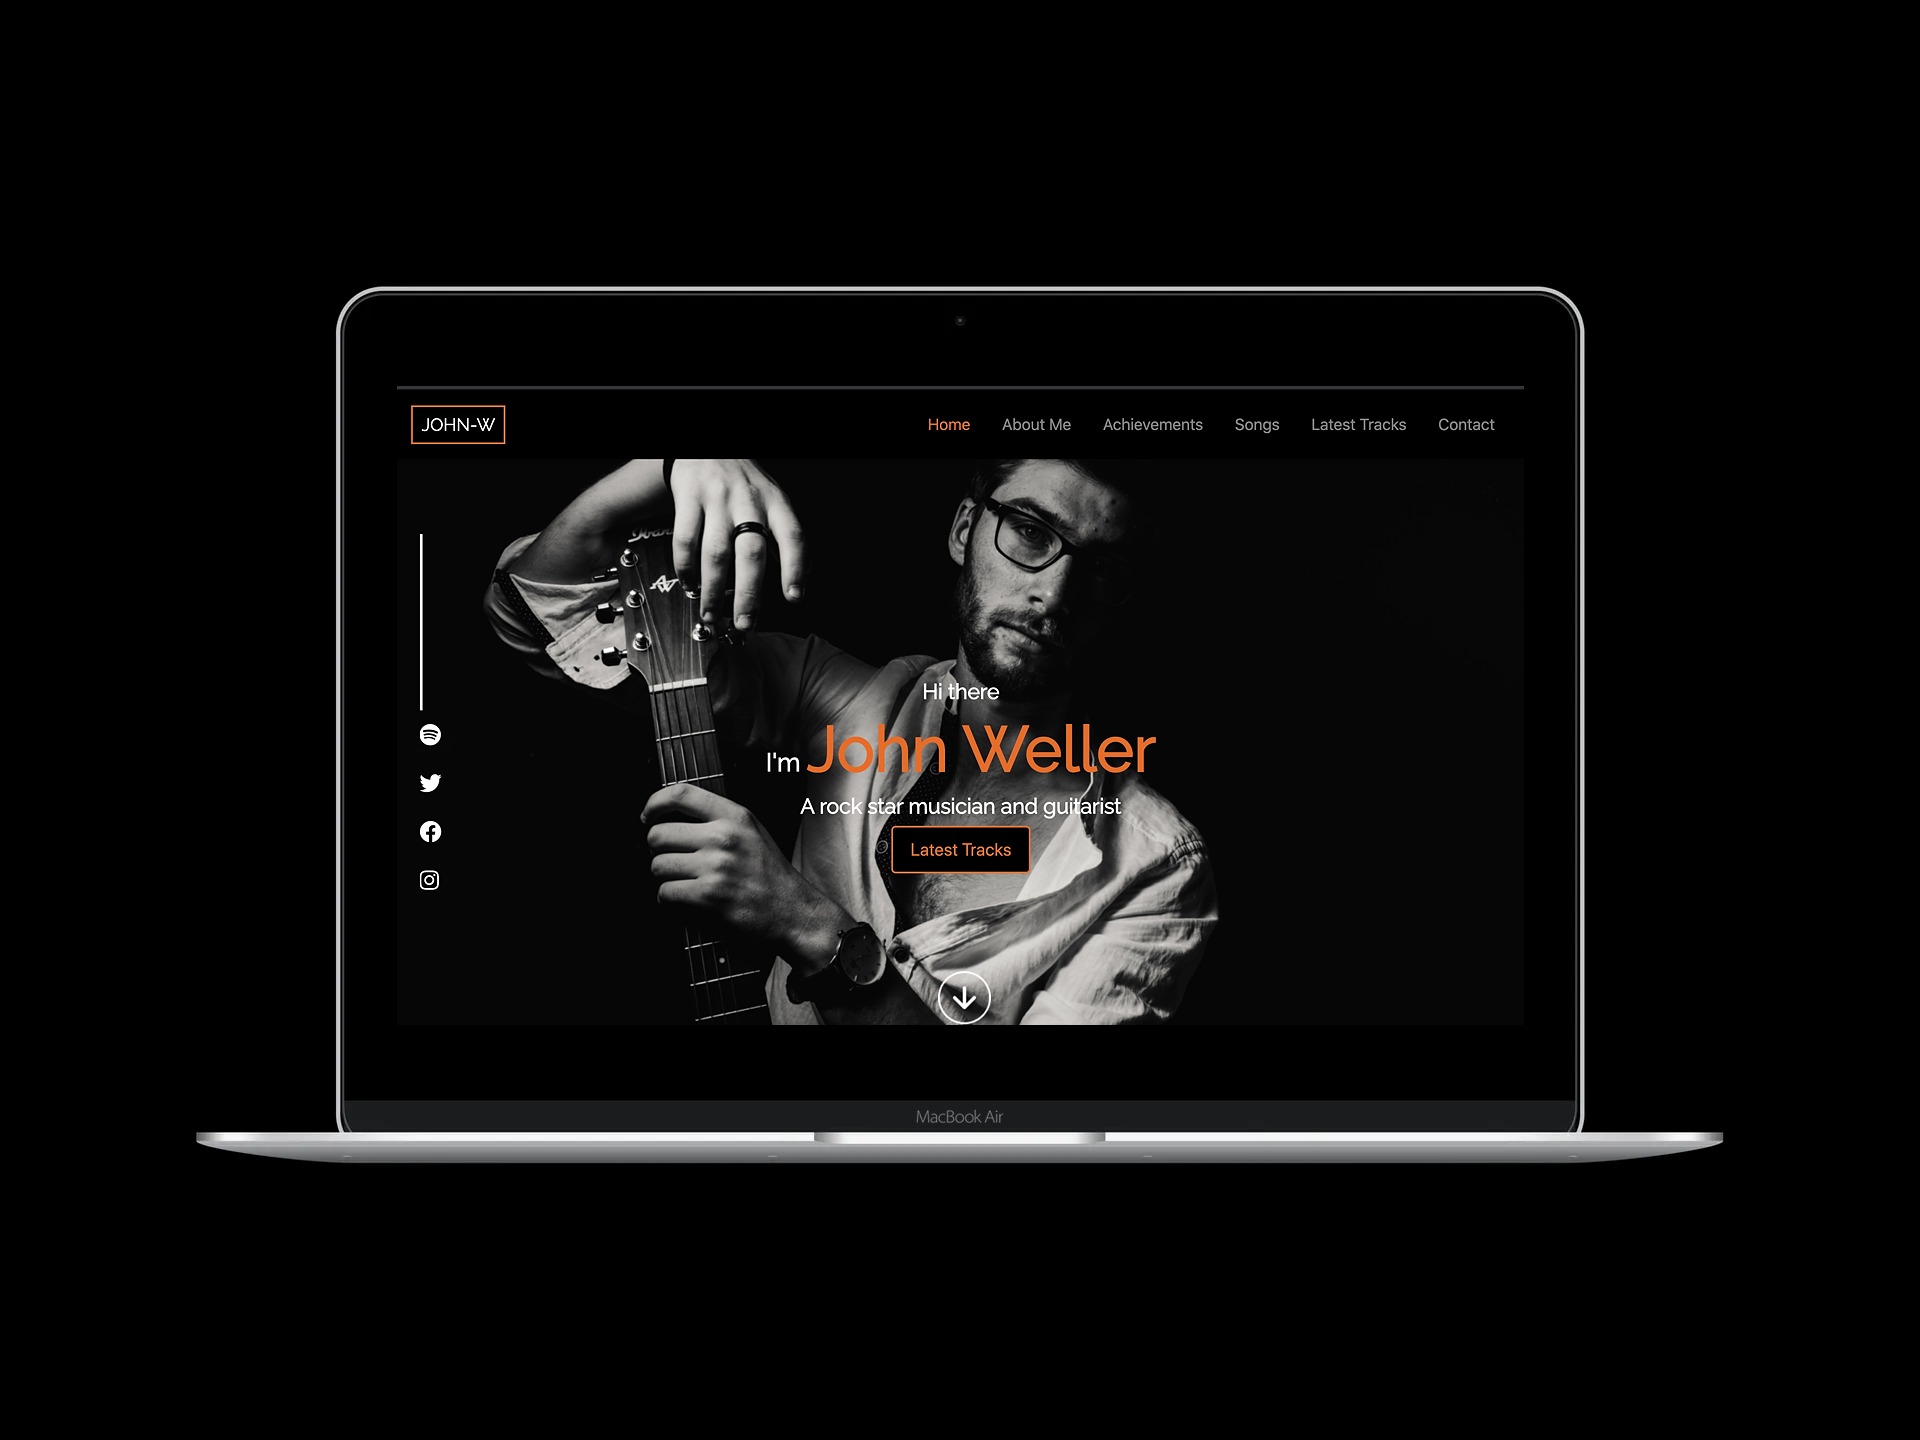 JOHN-W
Home About Me Achievements Songs Latest Tracks Contact
Hi there
I'm John Weller
A rock star musician and guitarist
Latest Tracks
MacBook Air